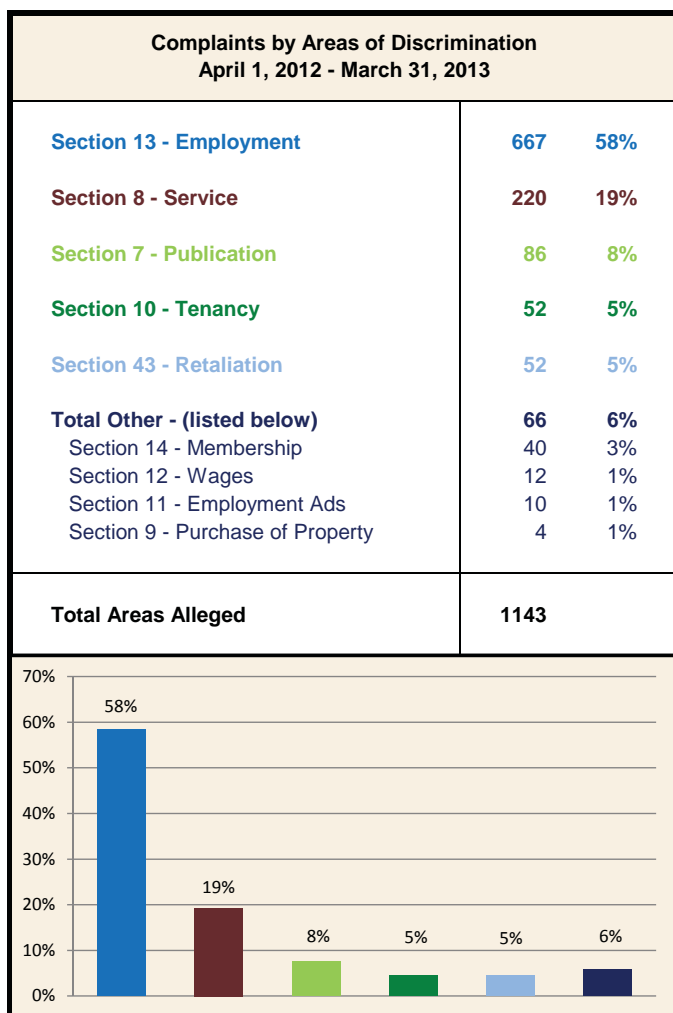 Complaints by Areas of Discrimination
April 1, 2012 - March 31, 2013
Section 13 - Employment 667 58%
Section 8 - Service 220 19%
Section 7 - Publication 86 8%
Section 10 - Tenancy 52 5%
Section 43 - Retaliation 52 5%
Total Other - (listed below) 66 6%
Section 14 - Membership 40 3%
Section 12 - Wages 12 1%
Section 11 - Employment Ads 10 1%
Section 9 - Purchase of Property 4 1%
Total Areas Alleged 1143
70%
60%
50%
40%
30%
20%
10%
0%
58%
19%
8%
5%
5%
6%